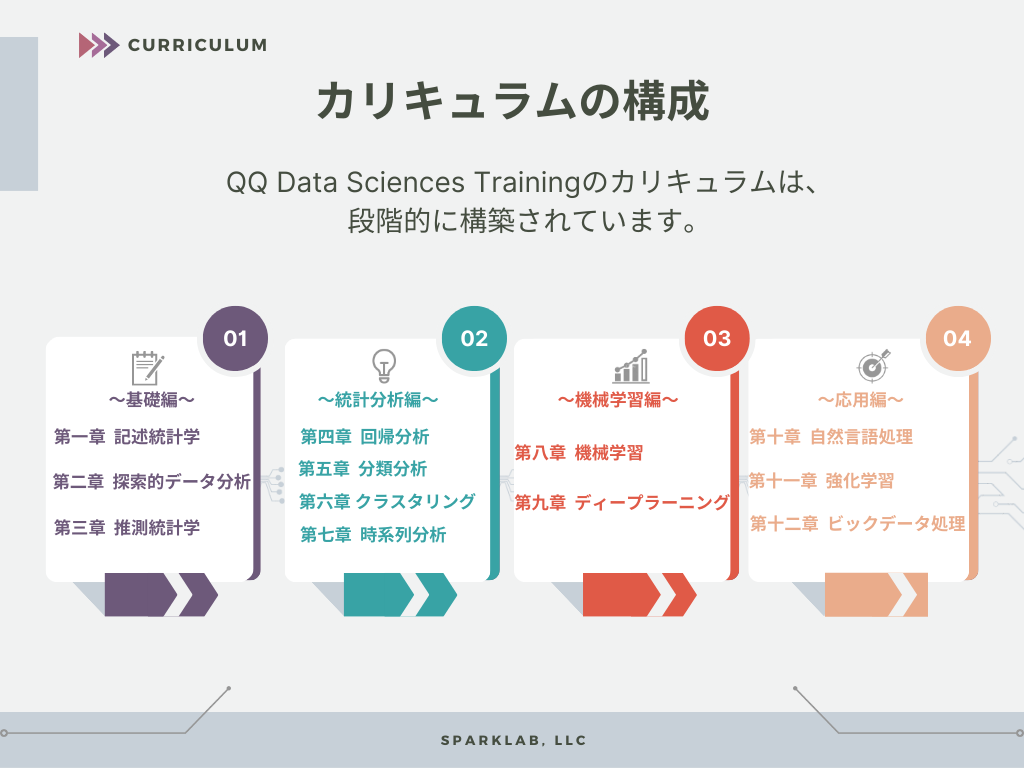 CURRICULUM
カリキュラムの構成
QQ Data Sciences Trainingのカリキュラムは、
段階的に構築されています。
01
〜基礎編〜
第一章 記述統計学
第二章 探索的データ分析
第三章 推測統計学
02
〜統計分析編〜
第四章 回帰分析
第五章 分類分析
第六章 クラスタリング
第七章 時系列分析
03
〜機械学習編〜
第八章 機械学習
第九章 ディープラーニング
04
〜応用編〜
第十章 自然言語処理
第十一章 強化学習
第十二章 ビックデータ処理
SPARKLAB, LLC